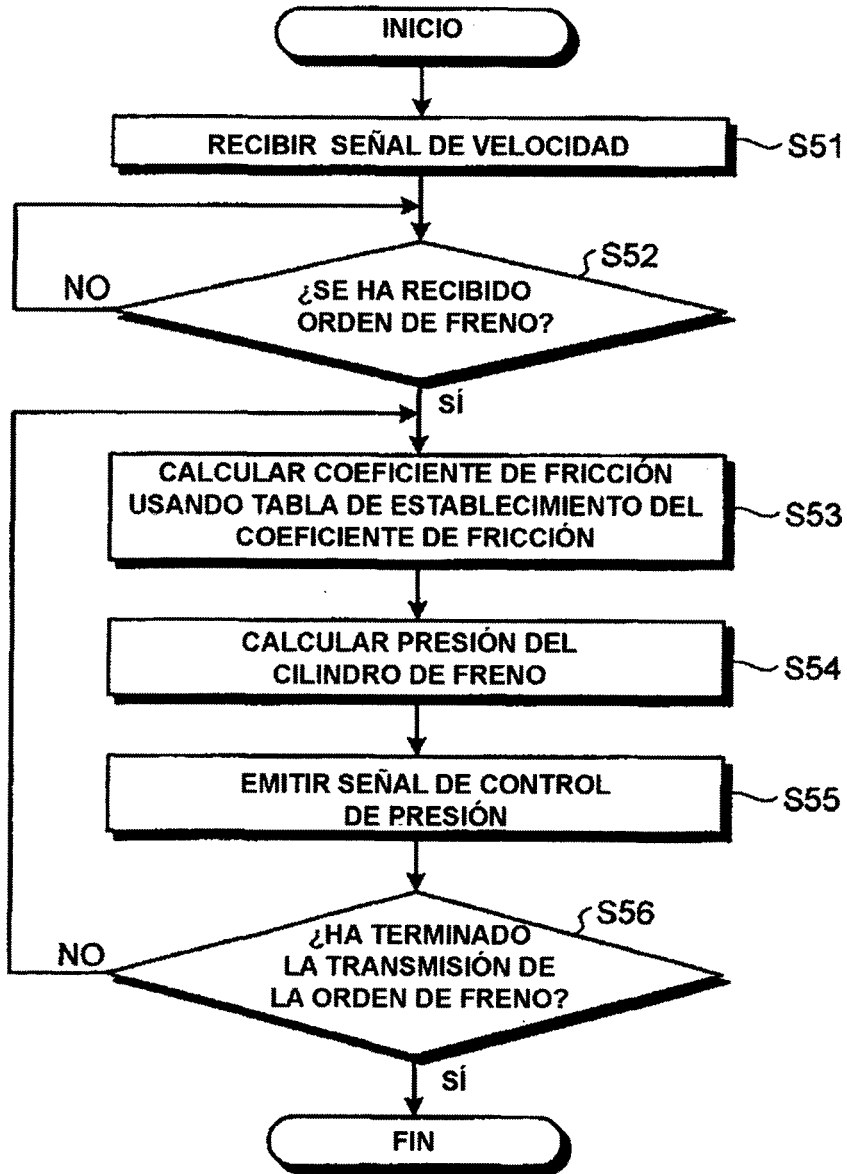 INICIO
RECIBIR SEÑAL DE VELOCIDAD
S51
S52
NO
¿SE HA RECIBIDO
ORDEN DE FRENO?
SÍ
CALCULAR COEFICIENTE DE FRICCIÓN
USANDO TABLA DE ESTABLECIMIENTO DEL
COEFICIENTE DE FRICCIÓN
S53
CALCULAR PRESIÓN DEL
CILINDRO DE FRENO
S54
EMITIR SEÑAL DE CONTROL
DE PRESIÓN
S55
S56
NO
¿HA TERMINADO
LA TRANSMISIÓN DE
LA ORDEN DE FRENO?
SÍ
FIN